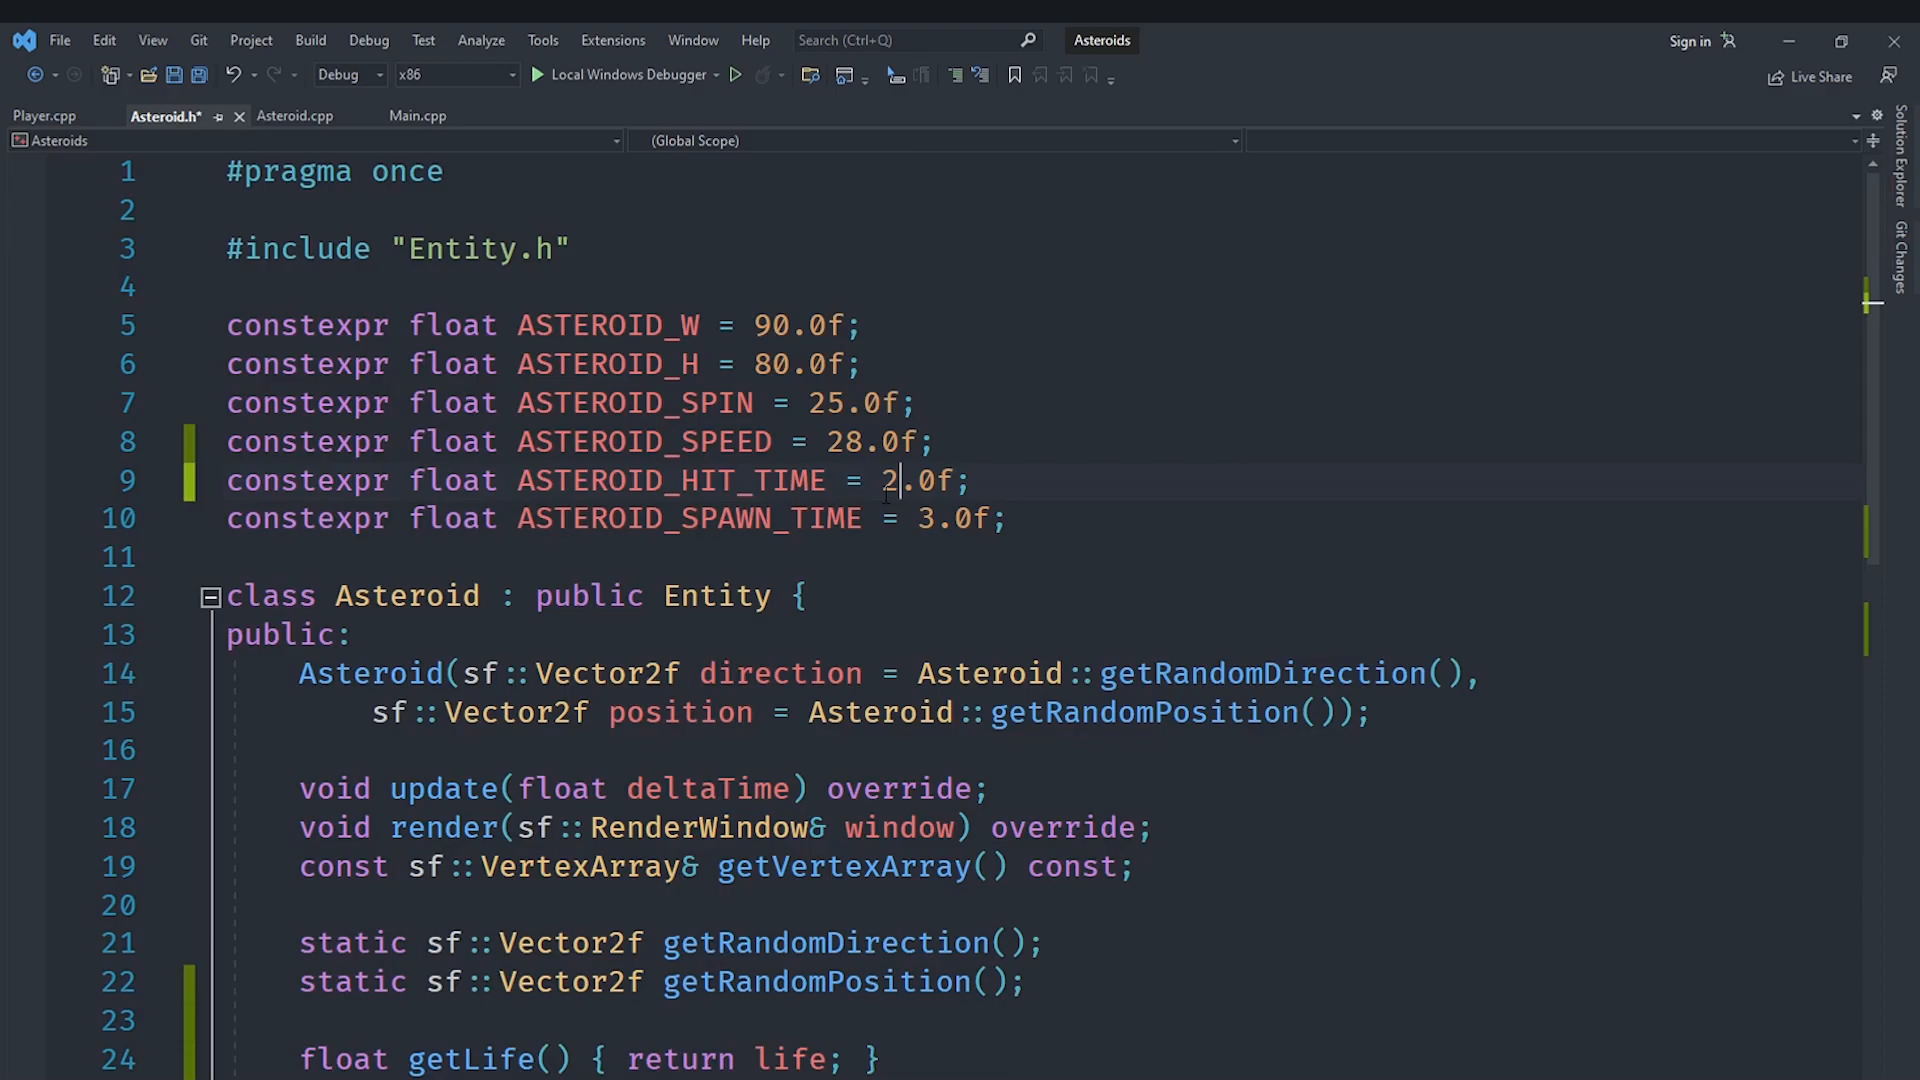 File Edit View Git Project Build Debug Test Analyze Tools Extensions Window Help Search (Ctrl+Q) Asteroids Sign in
Debug x86 Local Windows Debugger Live Share
Player.cpp Asteroid.h* Asteroid.cpp Main.cpp
Asteroids (Global Scope)
Solution Explorer
Git Changes
1 #pragma once
2
3 #include "Entity.h"
4
5 constexpr float ASTEROID_W = 90.0f;
6 constexpr float ASTEROID_H = 80.0f;
7 constexpr float ASTEROID_SPIN = 25.0f;
8 constexpr float ASTEROID_SPEED = 28.0f;
9 constexpr float ASTEROID_HIT_TIME = 2.0f;
10 constexpr float ASTEROID_SPAWN_TIME = 3.0f;
11
12 class Asteroid : public Entity {
13 public:
14 Asteroid(sf::Vector2f direction = Asteroid::getRandomDirection(),
15 sf::Vector2f position = Asteroid::getRandomPosition());
16
17 void update(float deltaTime) override;
18 void render(sf::RenderWindow& window) override;
19 const sf::VertexArray& getVertexArray() const;
20
21 static sf::Vector2f getRandomDirection();
22 static sf::Vector2f getRandomPosition();
23
24 float getLife() { return life; }